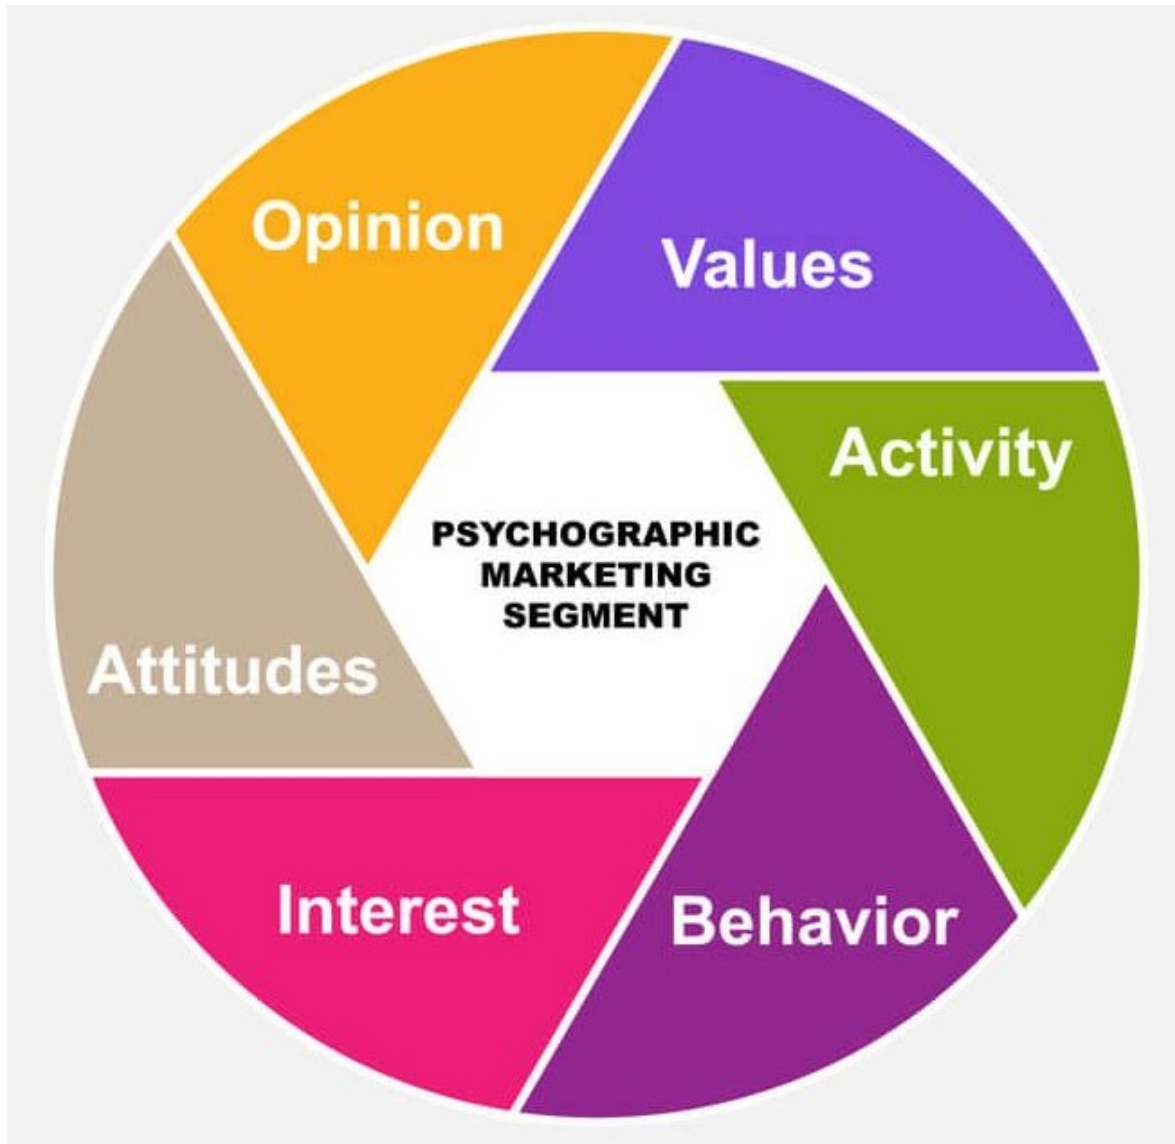 Opinion
Values
Activity
PSYCHOGRAPHIC
MARKETING
SEGMENT
Attitudes
Interest
Behavior